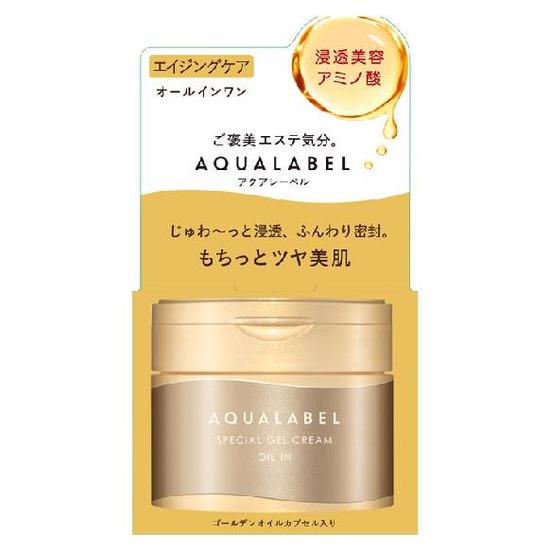 エイジングケア
オールインワン
浸透美容
アミノ酸
ご褒美エステ気分。
AQUALABEL
アクアレーベル
じゅわ～っと浸透、ふんわり密封。
もちっとツヤ美肌
AQUALABEL
SPECIAL GEL CREAM
OIL IN
ゴールデンオイルカプセル入り